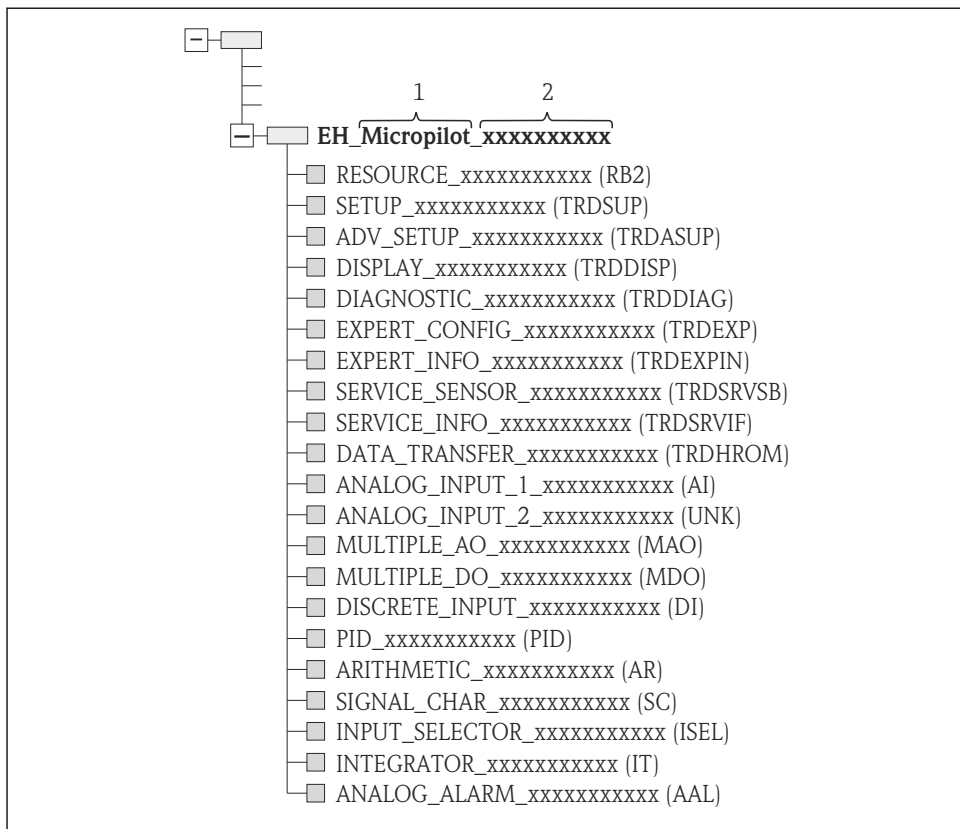 1 2
EH_Micropilot_xxxxxxxxxx
RESOURCE_xxxxxxxxxxx (RB2)
SETUP_xxxxxxxxxxx (TRDSUP)
ADV_SETUP_xxxxxxxxxxx (TRDASUP)
DISPLAY_xxxxxxxxxxx (TRDDISP)
DIAGNOSTIC_xxxxxxxxxxx (TRDDIAG)
EXPERT_CONFIG_xxxxxxxxxxx (TRDEXP)
EXPERT_INFO_xxxxxxxxxxx (TRDEXPIN)
SERVICE_SENSOR_xxxxxxxxxxx (TRDSRVSB)
SERVICE_INFO_xxxxxxxxxxx (TRDSRVIF)
DATA_TRANSFER_xxxxxxxxxxx (TRDHROM)
ANALOG_INPUT_1_xxxxxxxxxxx (AI)
ANALOG_INPUT_2_xxxxxxxxxxx (UNK)
MULTIPLE_AO_xxxxxxxxxxx (MAO)
MULTIPLE_DO_xxxxxxxxxxx (MDO)
DISCRETE_INPUT_xxxxxxxxxxx (DI)
PID_xxxxxxxxxxx (PID)
ARITHMETIC_xxxxxxxxxxx (AR)
SIGNAL_CHAR_xxxxxxxxxxx (SC)
INPUT_SELECTOR_xxxxxxxxxxx (ISEL)
INTEGRATOR_xxxxxxxxxxx (IT)
ANALOG_ALARM_xxxxxxxxxxx (AAL)